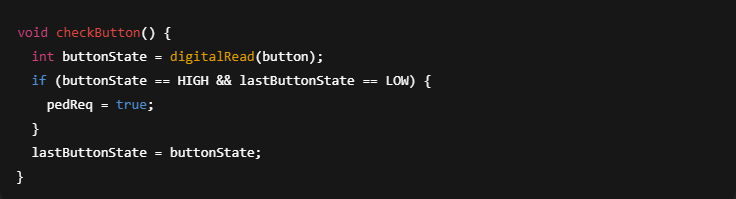 void checkButton() {
  int buttonState = digitalRead(button);
  if (buttonState == HIGH && lastButtonState == LOW) {
    pedReq = true;
  }
  lastButtonState = buttonState;
}